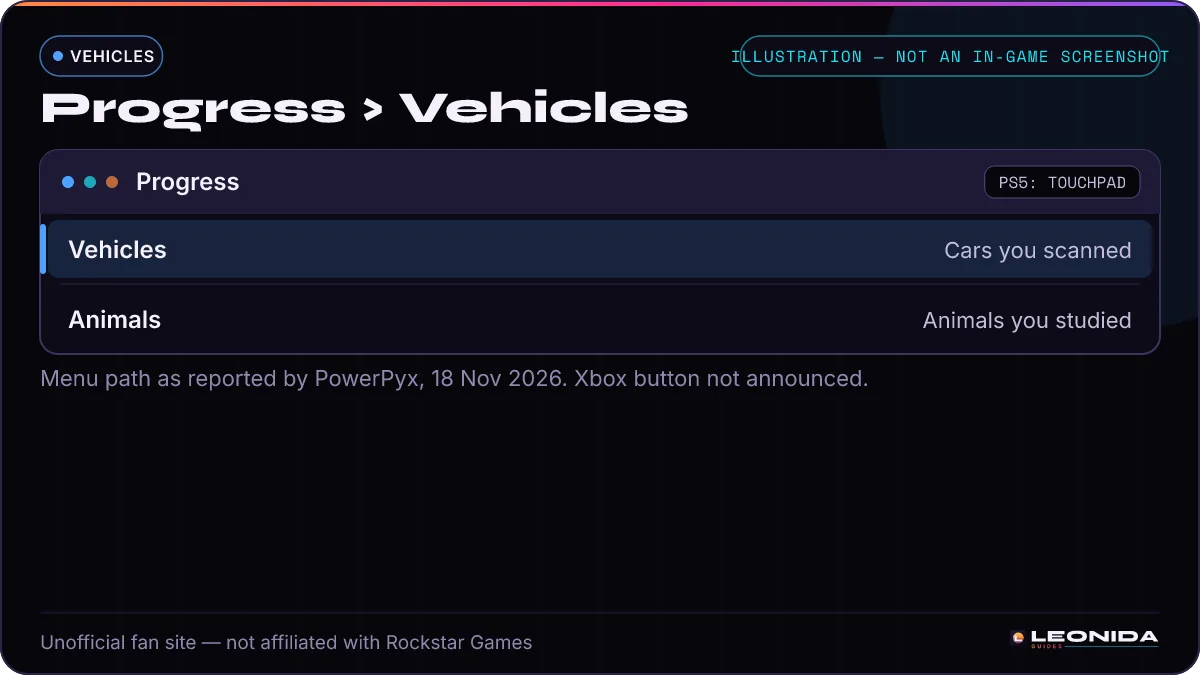 VEHICLES
ILLUSTRATION — NOT AN IN-GAME SCREENSHOT
Progress > Vehicles
Progress
PS5: TOUCHPAD
Vehicles
Cars you scanned
Animals
Animals you studied
Menu path as reported by PowerPyx, 18 Nov 2026. Xbox button not announced.
Unofficial fan site — not affiliated with Rockstar Games
LEONIDA
GUIDES